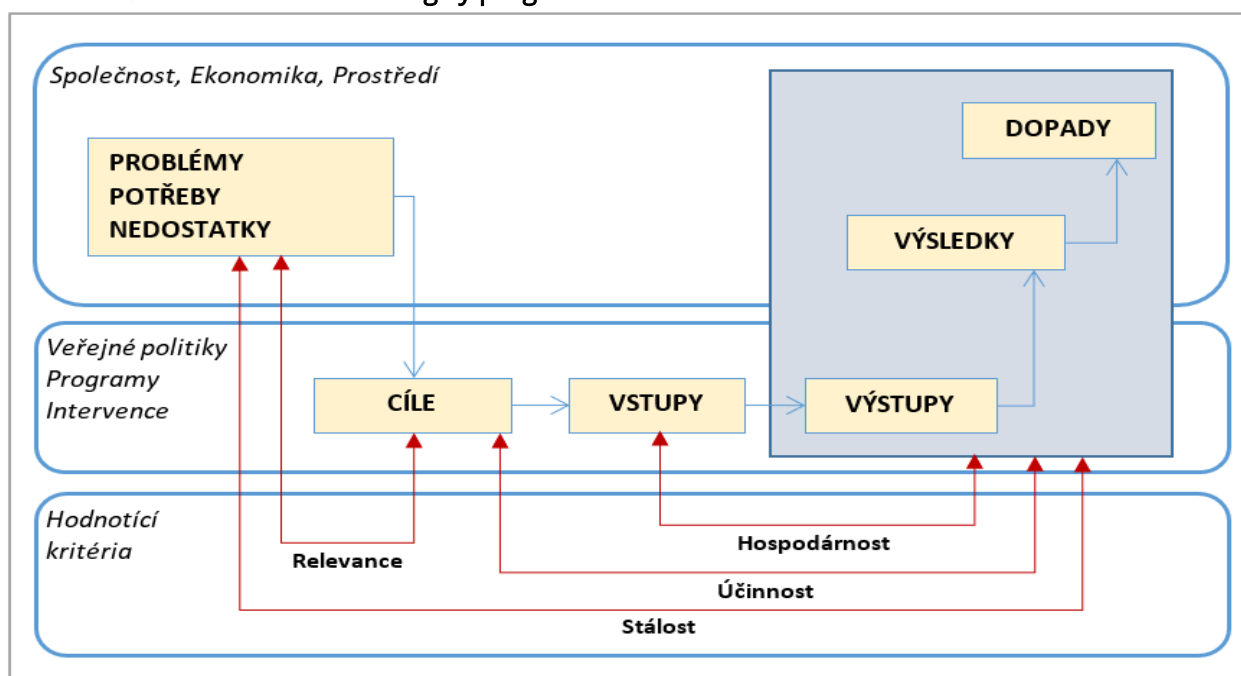 Společnost, Ekonomika, Prostředí
DOPADY
PROBLÉMY
POTŘEBY
NEDOSTATKY
VÝSLEDKY
Veřejné politiky
Programy
Intervence
CÍLE
VSTUPY
VÝSTUPY
Hodnotící
kritéria
Relevance
Hospodárnost
Účinnost
Stálost